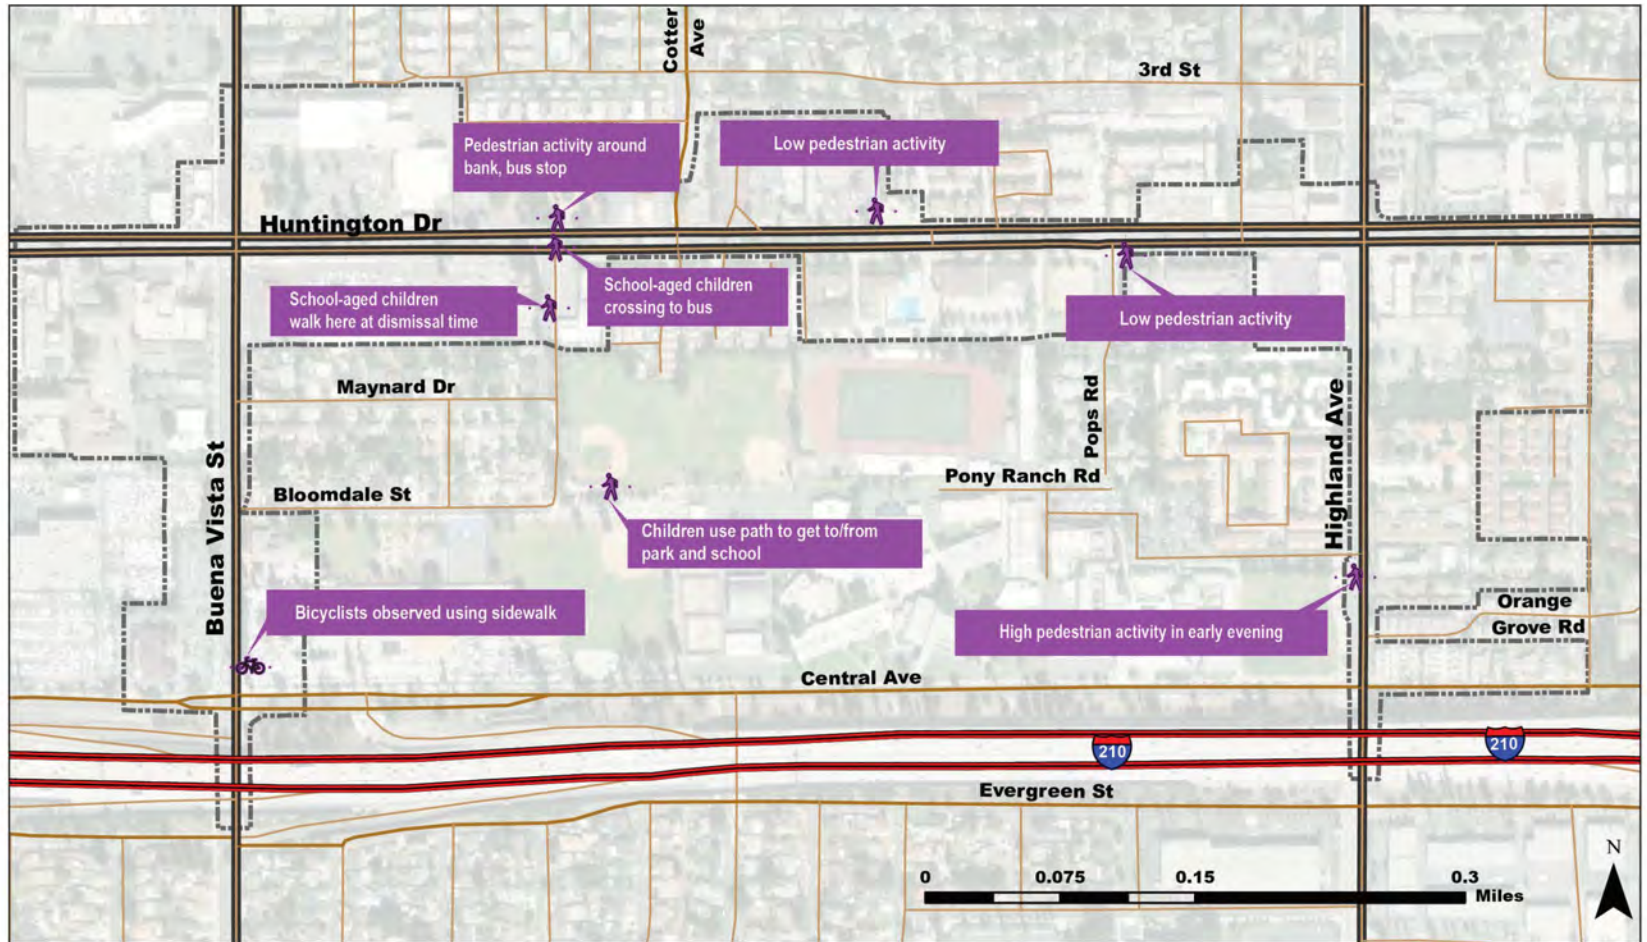 Cotter
Ave
3rd St
Pedestrian activity around
bank, bus stop
Low pedestrian activity
Huntington Dr
School-aged children
walk here at dismissal time
School-aged children
crossing to bus
Low pedestrian activity
Maynard Dr
Pops Rd
Highland Ave
Buena Vista St
Bloomdale St
Pony Ranch Rd
Children use path to get to/from
park and school
Bicyclists observed using sidewalk
High pedestrian activity in early evening
Orange
Grove Rd
Central Ave
210
210
Evergreen St
N
0 0.075 0.15 0.3
Miles